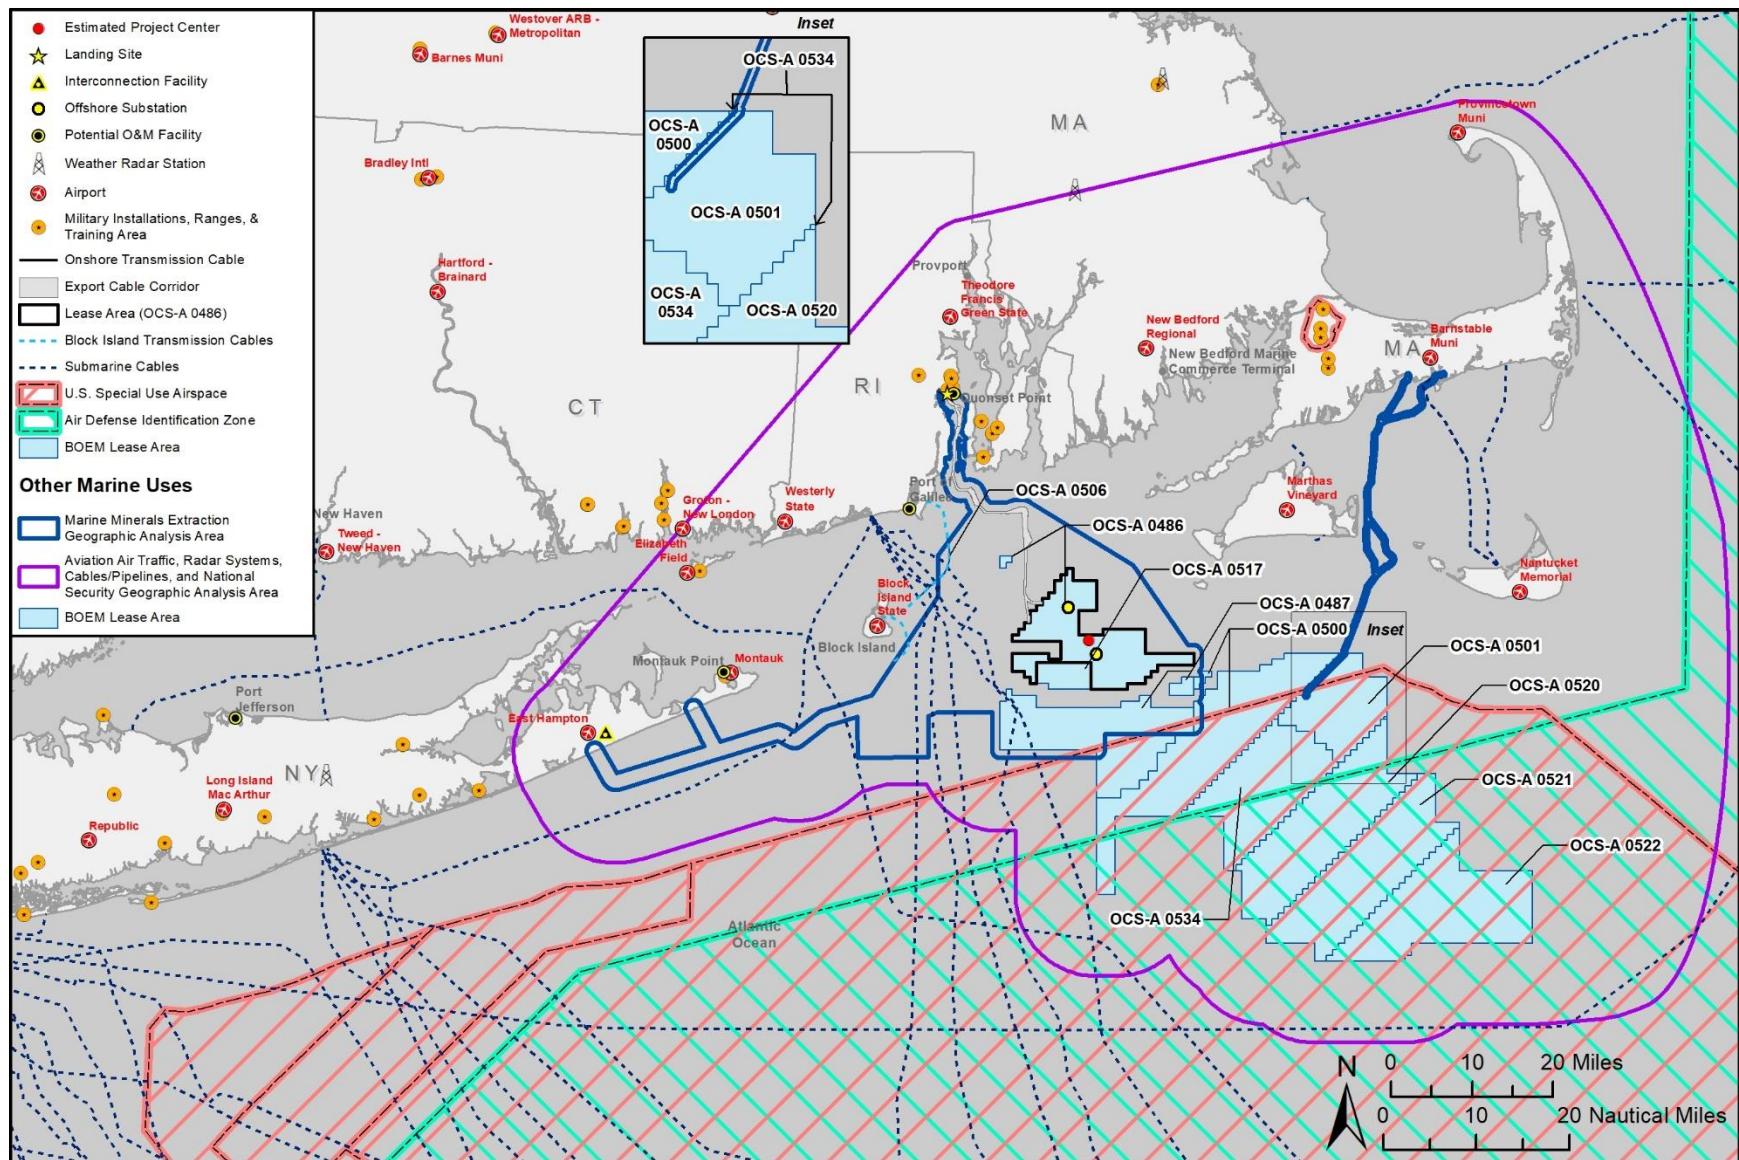 Estimated Project Center
Landing Site
Interconnection Facility
Offshore Substation
Potential O&M Facility
Weather Radar Station
Airport
Military Installations, Ranges, &
Training Area
Onshore Transmission Cable
Export Cable Corridor
Lease Area (OCS-A 0486)
Block Island Transmission Cables
Submarine Cables
U.S. Special Use Airspace
Air Defense Identification Zone
BOEM Lease Area
Other Marine Uses
Marine Minerals Extraction
Geographic Analysis Area
Aviation Air Traffic, Radar Systems,
Cables/Pipelines, and National
Security Geographic Analysis Area
BOEM Lease Area
Westover ARB -
Metropolitan
Barnes Muni
Inset
OCS-A 0534
OCS-A
0500
OCS-A 0501
OCS-A
0534
OCS-A 0520
MA
Provincetown
Muni
Bradley Intl
Hartford -
Brainard
Provport
Theodore
Francis
Green State
New Bedford
Regional
New Bedford Marine
Commerce Terminal
MA
Barnstable
Muni
RI
CT
Quonset Point
Port of
Galilee
OCS-A 0506
Marthas
Vineyard
New Haven
Tweed -
New Haven
Groton -
New London
Westerly
State
Elizabeth
Field
OCS-A 0486
OCS-A 0517
Nantucket
Memorial
Block
Island
State
Block Island
OCS-A 0487
OCS-A 0500
Inset
OCS-A 0501
Montauk Point
Montauk
OCS-A 0520
Port
Jefferson
East Hampton
NY
Long Island
Mac Arthur
OCS-A 0521
Republic
OCS-A 0522
OCS-A 0534
Atlantic
Ocean
N
0 10 20 Miles
0 10 20 Nautical Miles